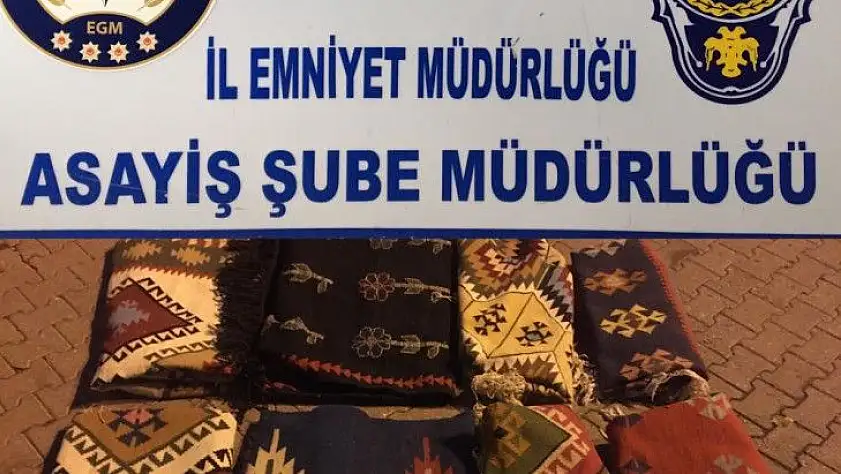 EGM
İL EMNİYET MÜDÜRLÜĞÜ
ASAYİŞ ŞUBE MÜDÜRLÜĞÜ